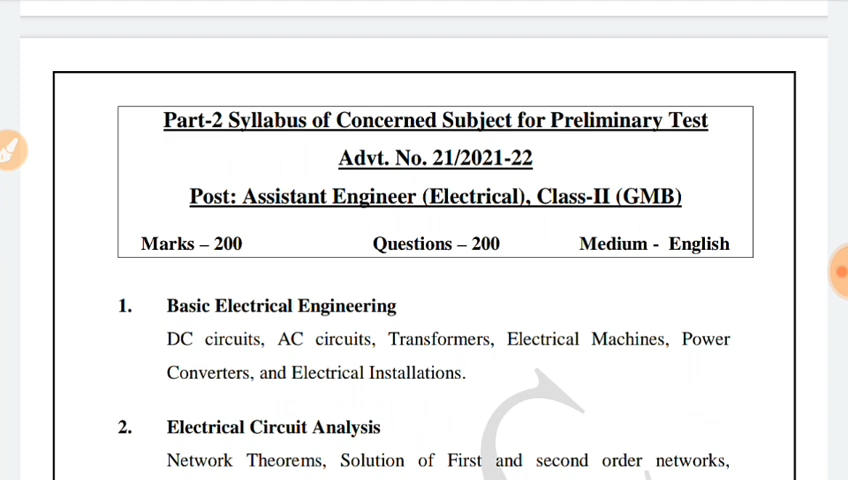 Part-2 Syllabus of Concerned Subject for Preliminary Test
Advt. No. 21/2021-22
Post: Assistant Engineer (Electrical), Class-II (GMB)
Marks – 200 Questions – 200 Medium - English
1. Basic Electrical Engineering
DC circuits, AC circuits, Transformers, Electrical Machines, Power
Converters, and Electrical Installations.
2. Electrical Circuit Analysis
Network Theorems, Solution of First and second order networks,